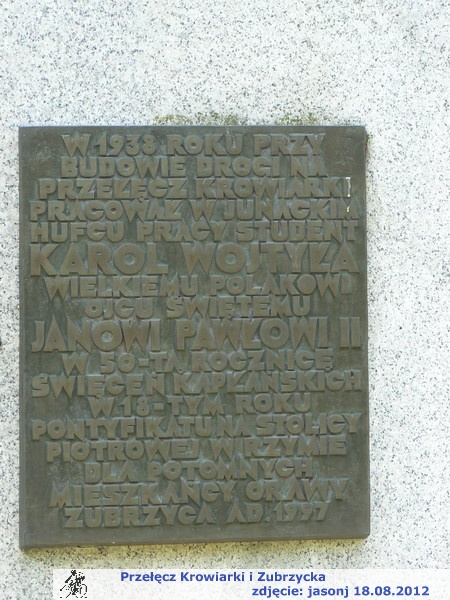 W 1938 ROKU PRZY
BUDOWIE DROGI NA
PRZEŁĘCZ KROWIARKI
PRACOWAŁ W JUNACKIM
HUFCU PRACY STUDENT
KAROL WOJTYŁA
WIELKIEMU POLAKOWI
OJCU ŚWIĘTEMU
JANOWI PAWŁOWI II
W 50-TĄ ROCZNICĘ
ŚWIĘCEŃ KAPŁAŃSKICH
W 18-TYM ROKU
PONTYFIKATU NA STOLICY
PIOTROWEJ W RZYMIE
DLA POTOMNYCH
MIESZKAŃCY ORAWY
ZUBRZYCA AD. 1997
Przełęcz Krowiarki i Zubrzycka
zdjęcie: jasonj 18.08.2012